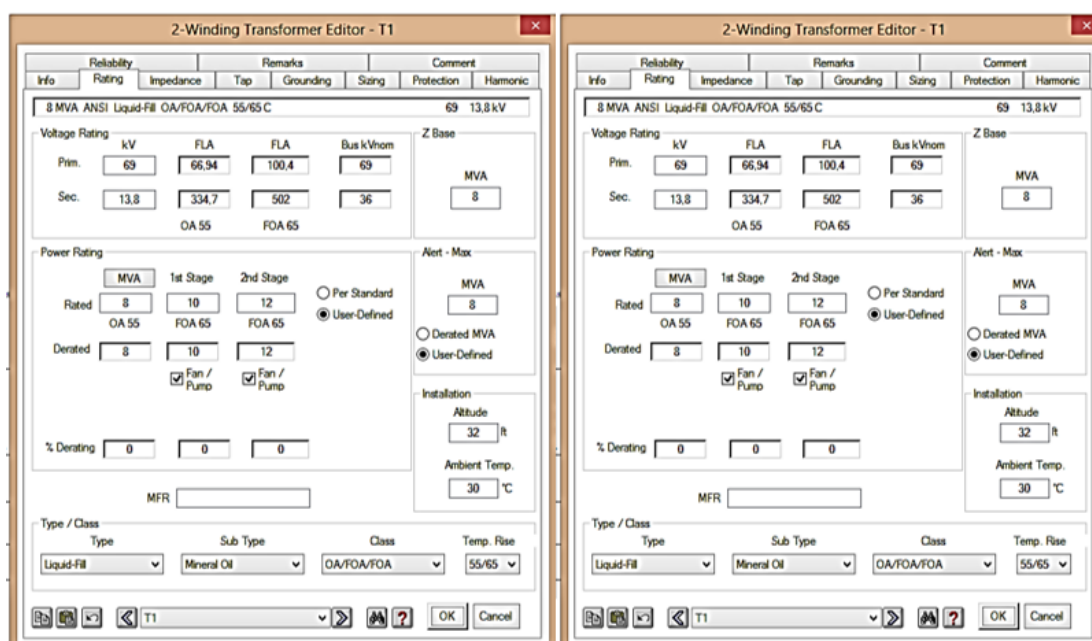 2-Winding Transformer Editor - T1
Reliability Remarks Comment
Info Rating Impedance Tap Grounding Sizing Protection Harmonic
8 MVA ANSI Liquid-Fill OA/FOA/FOA 55/65 C 69 13,8 kV
Voltage Rating Z Base
kV FLA FLA Bus kVnom
Prim. 69 66,94 100,4 69
MVA
Sec. 13,8 334,7 502 36 8
OA 55 FOA 65
Power Rating Alert - Max
MVA 1st Stage 2nd Stage MVA
Rated 8 10 12 Per Standard 8
OA 55 FOA 65 FOA 65 User-Defined
Derated MVA
Derated 8 10 12 User-Defined
Fan / Pump Fan / Pump
Installation
Altitude
32 ft
% Derating 0 0 0
Ambient Temp.
30 °C
MFR
Type / Class
Type Sub Type Class Temp. Rise
Liquid-Fill Mineral Oil OA/FOA/FOA 55/65
T1 ? OK Cancel
2-Winding Transformer Editor - T1
Reliability Remarks Comment
Info Rating Impedance Tap Grounding Sizing Protection Harmonic
8 MVA ANSI Liquid-Fill OA/FOA/FOA 55/65 C 69 13,8 kV
Voltage Rating Z Base
kV FLA FLA Bus kVnom
Prim. 69 66,94 100,4 69
MVA
Sec. 13,8 334,7 502 36 8
OA 55 FOA 65
Power Rating Alert - Max
MVA 1st Stage 2nd Stage MVA
Rated 8 10 12 Per Standard 8
OA 55 FOA 65 FOA 65 User-Defined
Derated MVA
Derated 8 10 12 User-Defined
Fan / Pump Fan / Pump
Installation
Altitude
32 ft
% Derating 0 0 0
Ambient Temp.
30 °C
MFR
Type / Class
Type Sub Type Class Temp. Rise
Liquid-Fill Mineral Oil OA/FOA/FOA 55/65
T1 ? OK Cancel